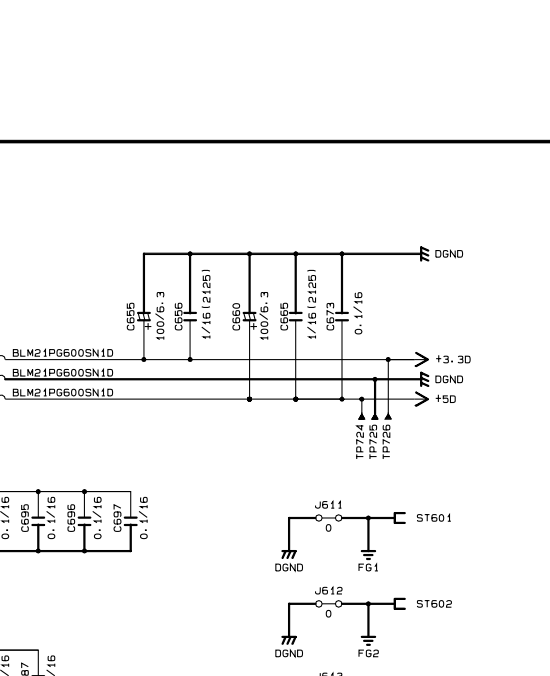 DGND
C655
100/6.3
+
C656
1/16(2125)
C660
100/6.3
+
C665
1/16(2125)
C673
0.1/16
BLM21PG600SN1D
+3.3D
BLM21PG600SN1D
DGND
BLM21PG600SN1D
+5D
TP724
TP725
TP726
0.1/16
C695
0.1/16
C696
0.1/16
C697
0.1/16
J611
0
ST601
DGND
FG1
J612
0
ST602
DGND
FG2